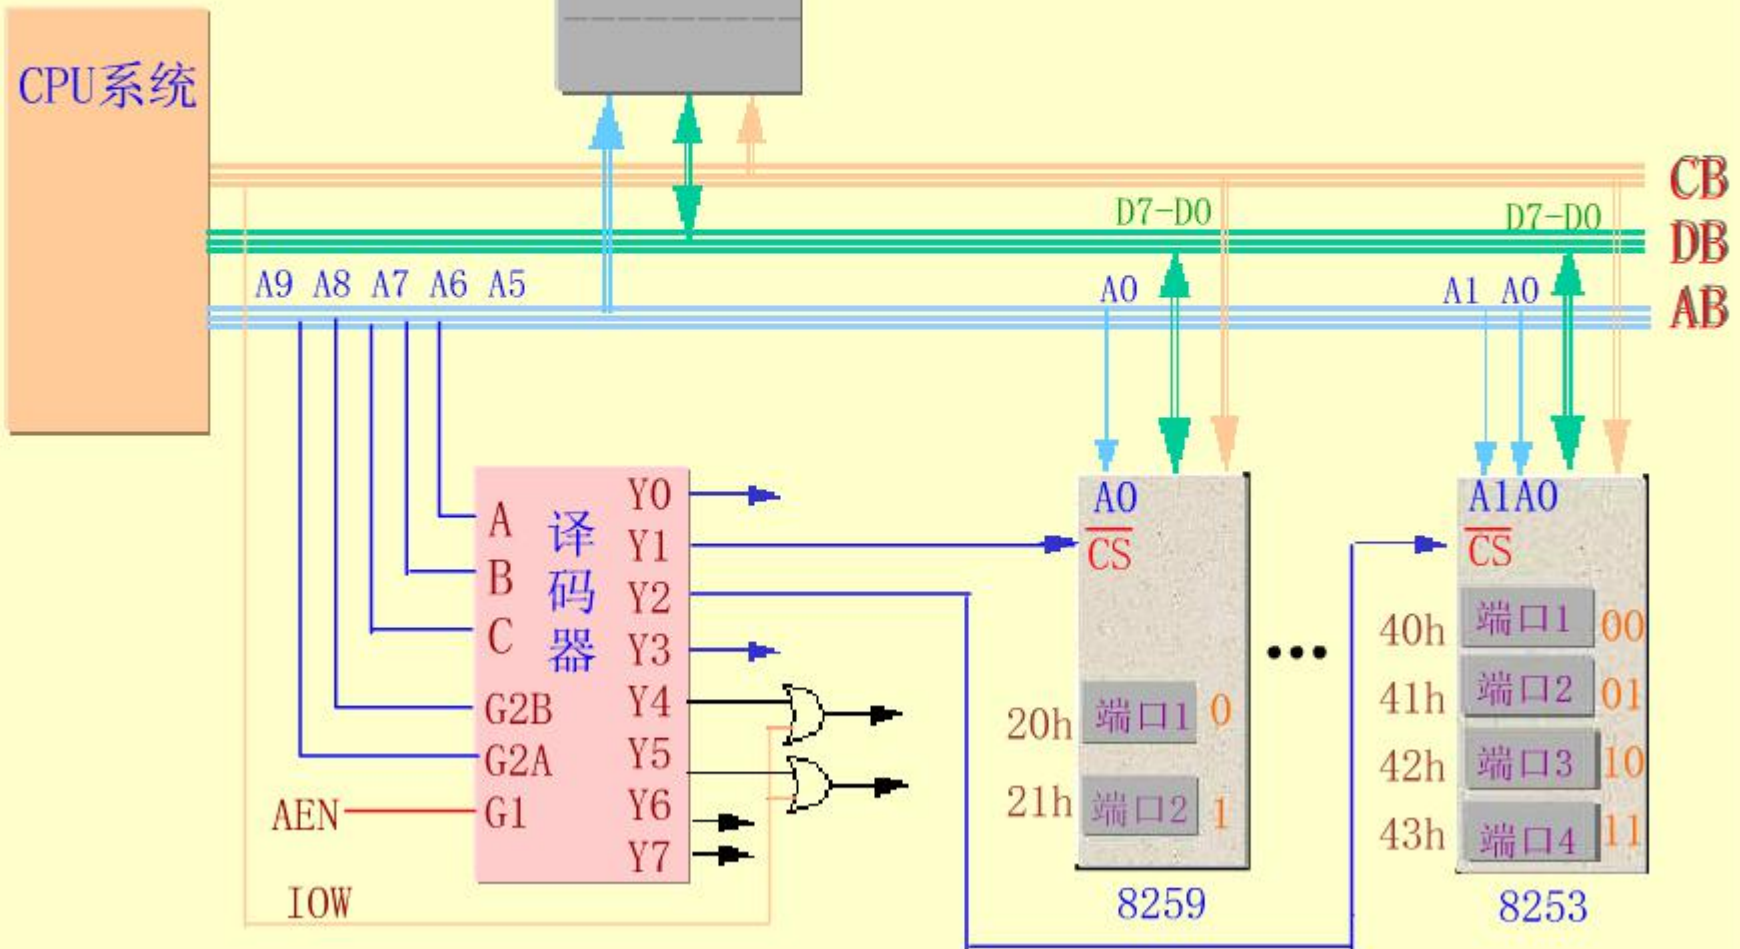 CPU系统
CB
D7-D0
D7-D0
DB
A9 A8 A7 A6 A5
A0
A1 A0
AB
A
B
C
G2B
G2A
G1
译码器
Y0
Y1
Y2
Y3
Y4
Y5
Y6
Y7
AEN
IOW
A0
CS
20h 端口1 0
21h 端口2 1
8259
•••
A1A0
CS
40h 端口1 00
41h 端口2 01
42h 端口3 10
43h 端口4 11
8253